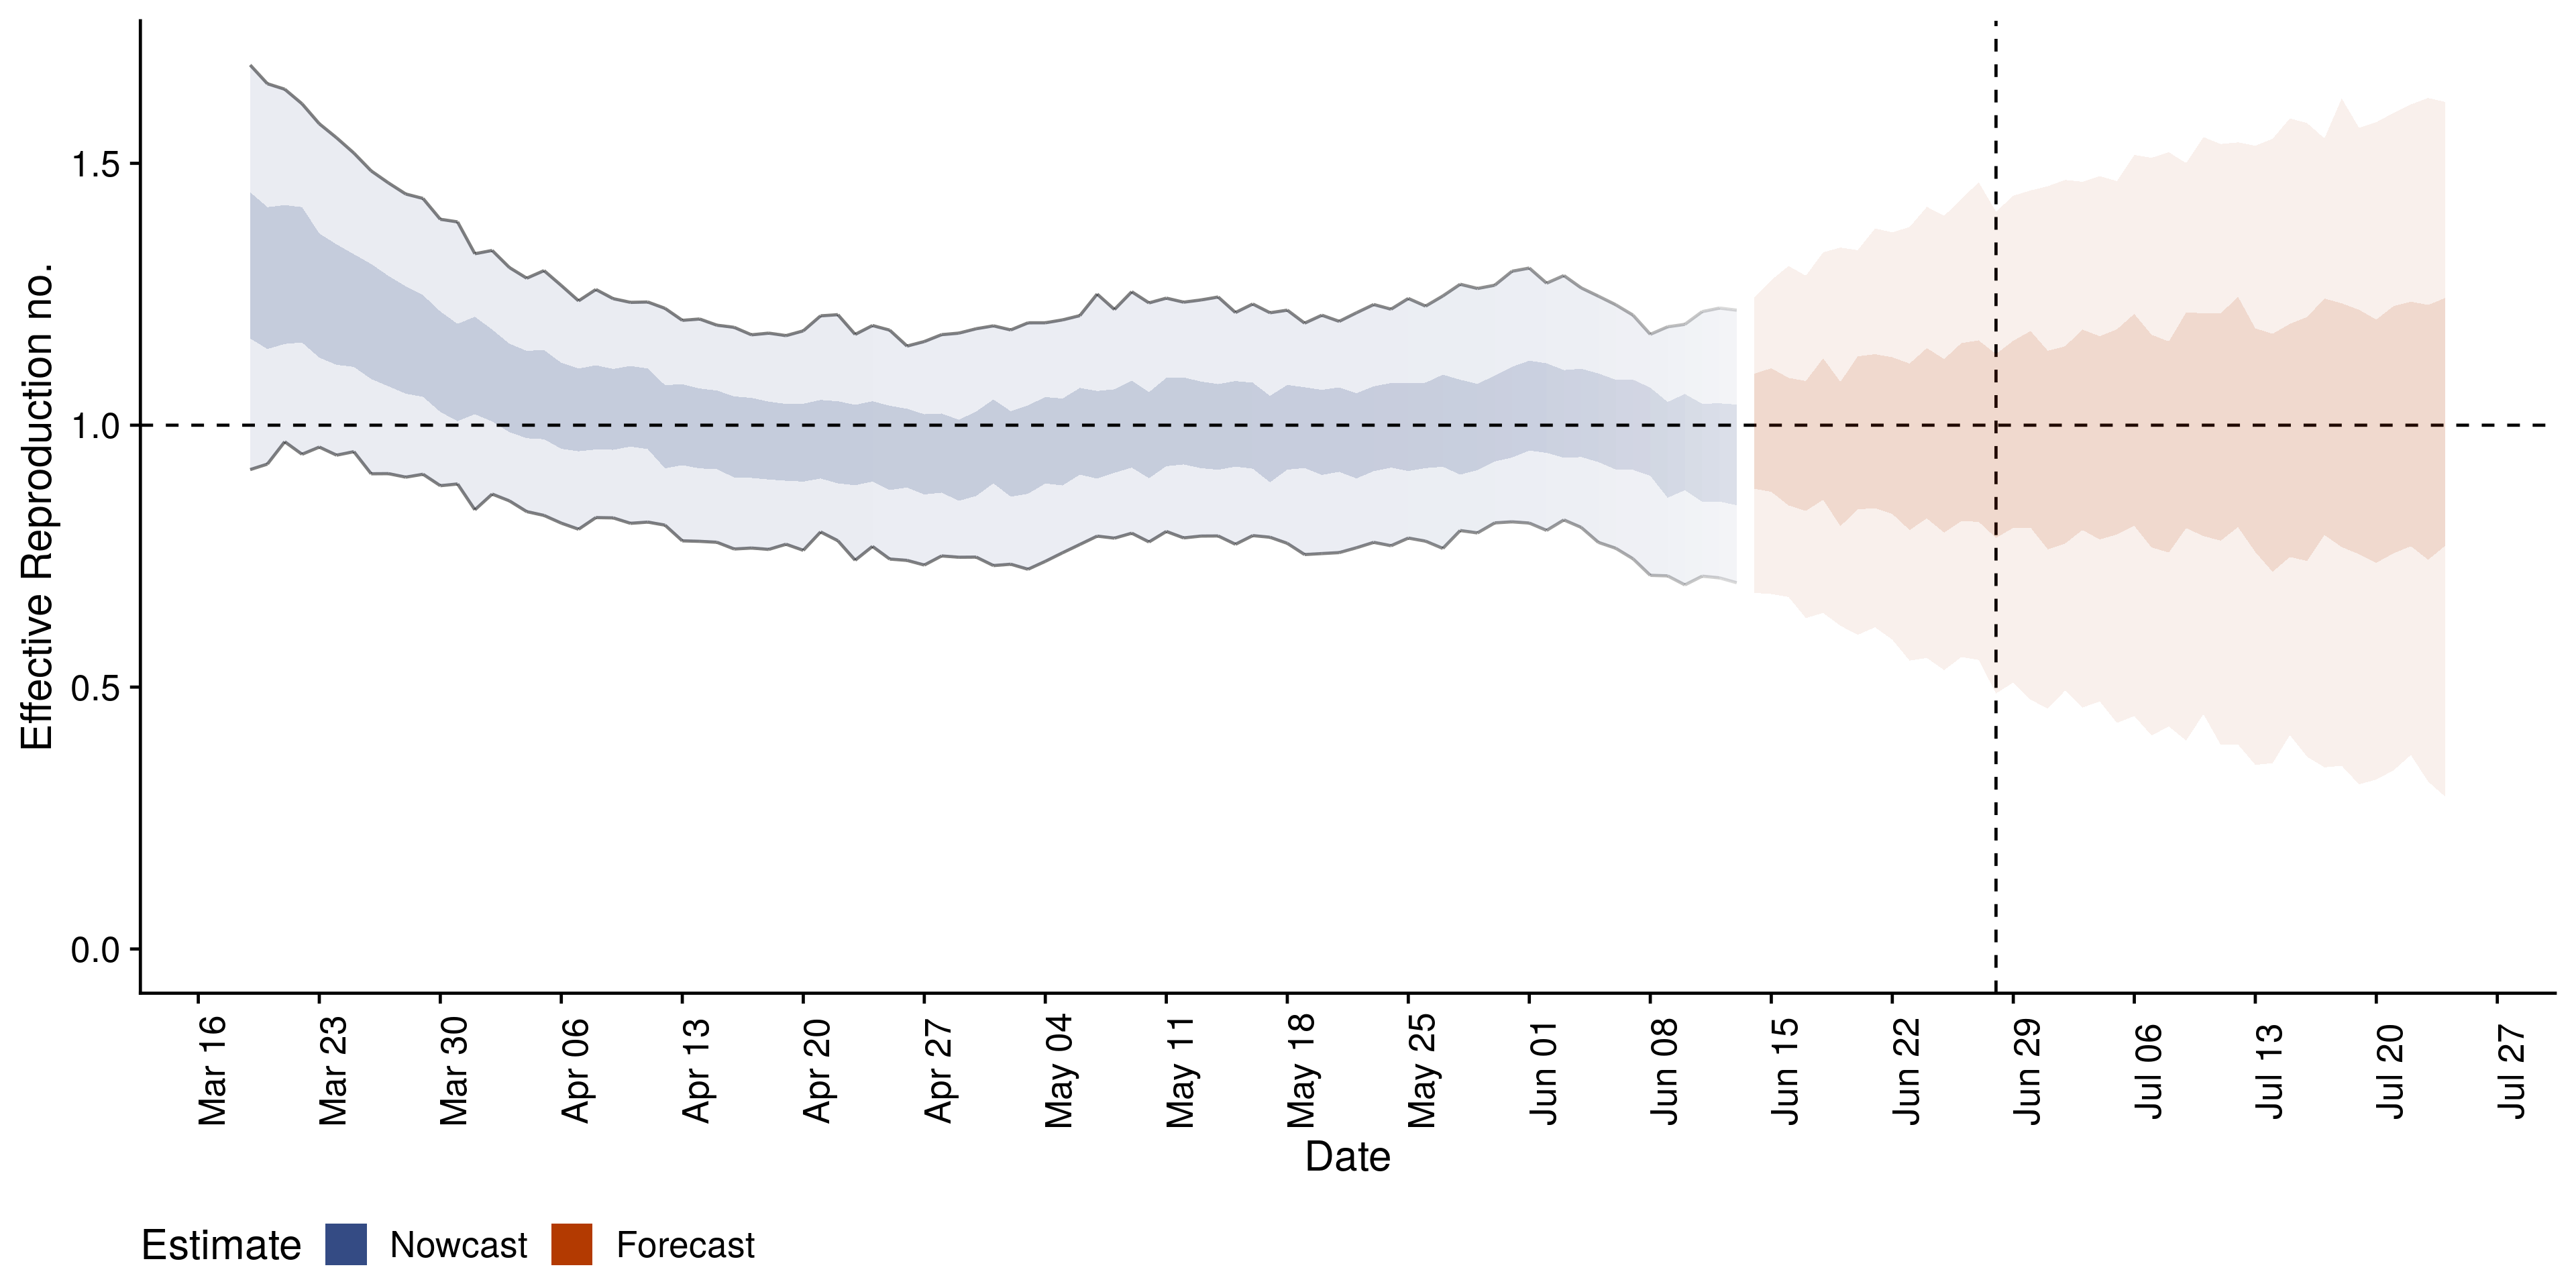 Effective Reproduction no.
1.5
1.0
0.5
0.0
Mar 16
Mar 23
Mar 30
Apr 06
Apr 13
Apr 20
Apr 27
May 04
May 11
May 18
May 25
Jun 01
Jun 08
Jun 15
Jun 22
Jun 29
Jul 06
Jul 13
Jul 20
Jul 27
Date
Estimate Nowcast Forecast